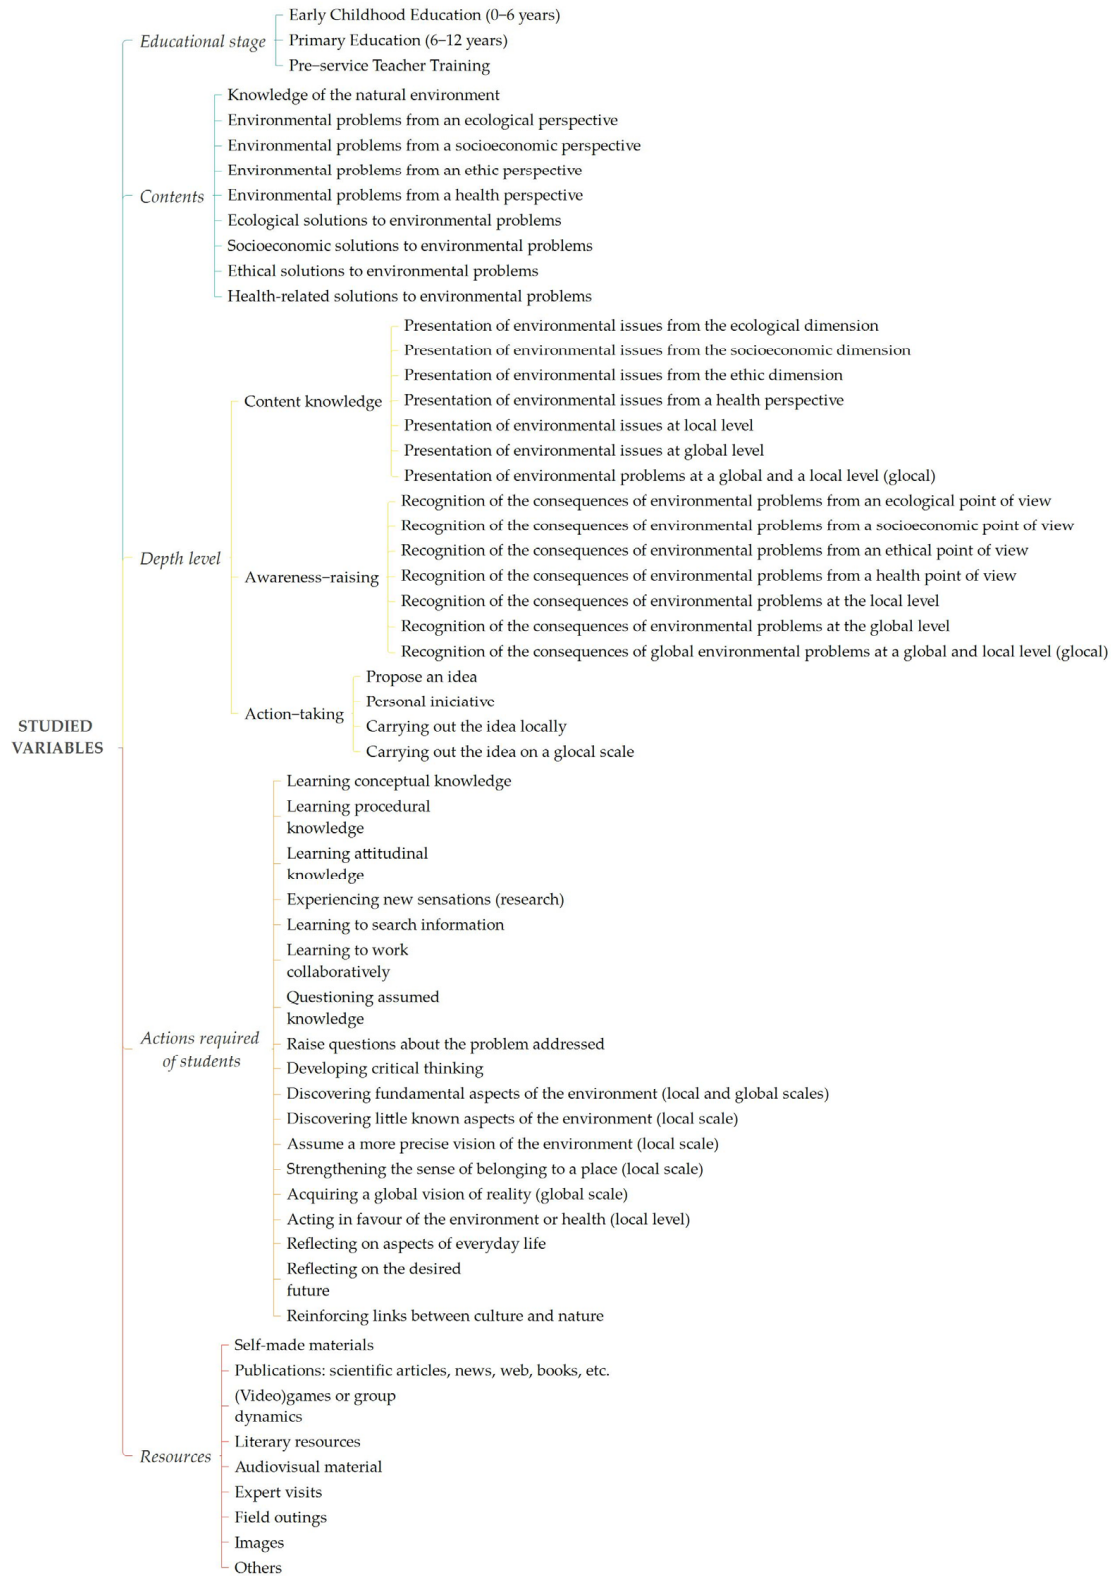 Educational stage
Early Childhood Education (0–6 years)
Primary Education (6–12 years)
Pre–service Teacher Training
Contents
Knowledge of the natural environment
Environmental problems from an ecological perspective
Environmental problems from a socioeconomic perspective
Environmental problems from an ethic perspective
Environmental problems from a health perspective
Ecological solutions to environmental problems
Socioeconomic solutions to environmental problems
Ethical solutions to environmental problems
Health-related solutions to environmental problems
Depth level
Content knowledge
Presentation of environmental issues from the ecological dimension
Presentation of environmental issues from the socioeconomic dimension
Presentation of environmental issues from the ethic dimension
Presentation of environmental issues from a health perspective
Presentation of environmental issues at local level
Presentation of environmental issues at global level
Presentation of environmental problems at a global and a local level (glocal)
Awareness–raising
Recognition of the consequences of environmental problems from an ecological point of view
Recognition of the consequences of environmental problems from a socioeconomic point of view
Recognition of the consequences of environmental problems from an ethical point of view
Recognition of the consequences of environmental problems from a health point of view
Recognition of the consequences of environmental problems at the local level
Recognition of the consequences of environmental problems at the global level
Recognition of the consequences of global environmental problems at a global and local level (glocal)
Action–taking
Propose an idea
Personal iniciative
Carrying out the idea locally
Carrying out the idea on a glocal scale
STUDIED
VARIABLES
Actions required
of students
Learning conceptual knowledge
Learning procedural
knowledge
Learning attitudinal
knowledge
Experiencing new sensations (research)
Learning to search information
Learning to work
collaboratively
Questioning assumed
knowledge
Raise questions about the problem addressed
Developing critical thinking
Discovering fundamental aspects of the environment (local and global scales)
Discovering little known aspects of the environment (local scale)
Assume a more precise vision of the environment (local scale)
Strengthening the sense of belonging to a place (local scale)
Acquiring a global vision of reality (global scale)
Acting in favour of the environment or health (local level)
Reflecting on aspects of everyday life
Reflecting on the desired
future
Reinforcing links between culture and nature
Resources
Self-made materials
Publications: scientific articles, news, web, books, etc.
(Video)games or group
dynamics
Literary resources
Audiovisual material
Expert visits
Field outings
Images
Others